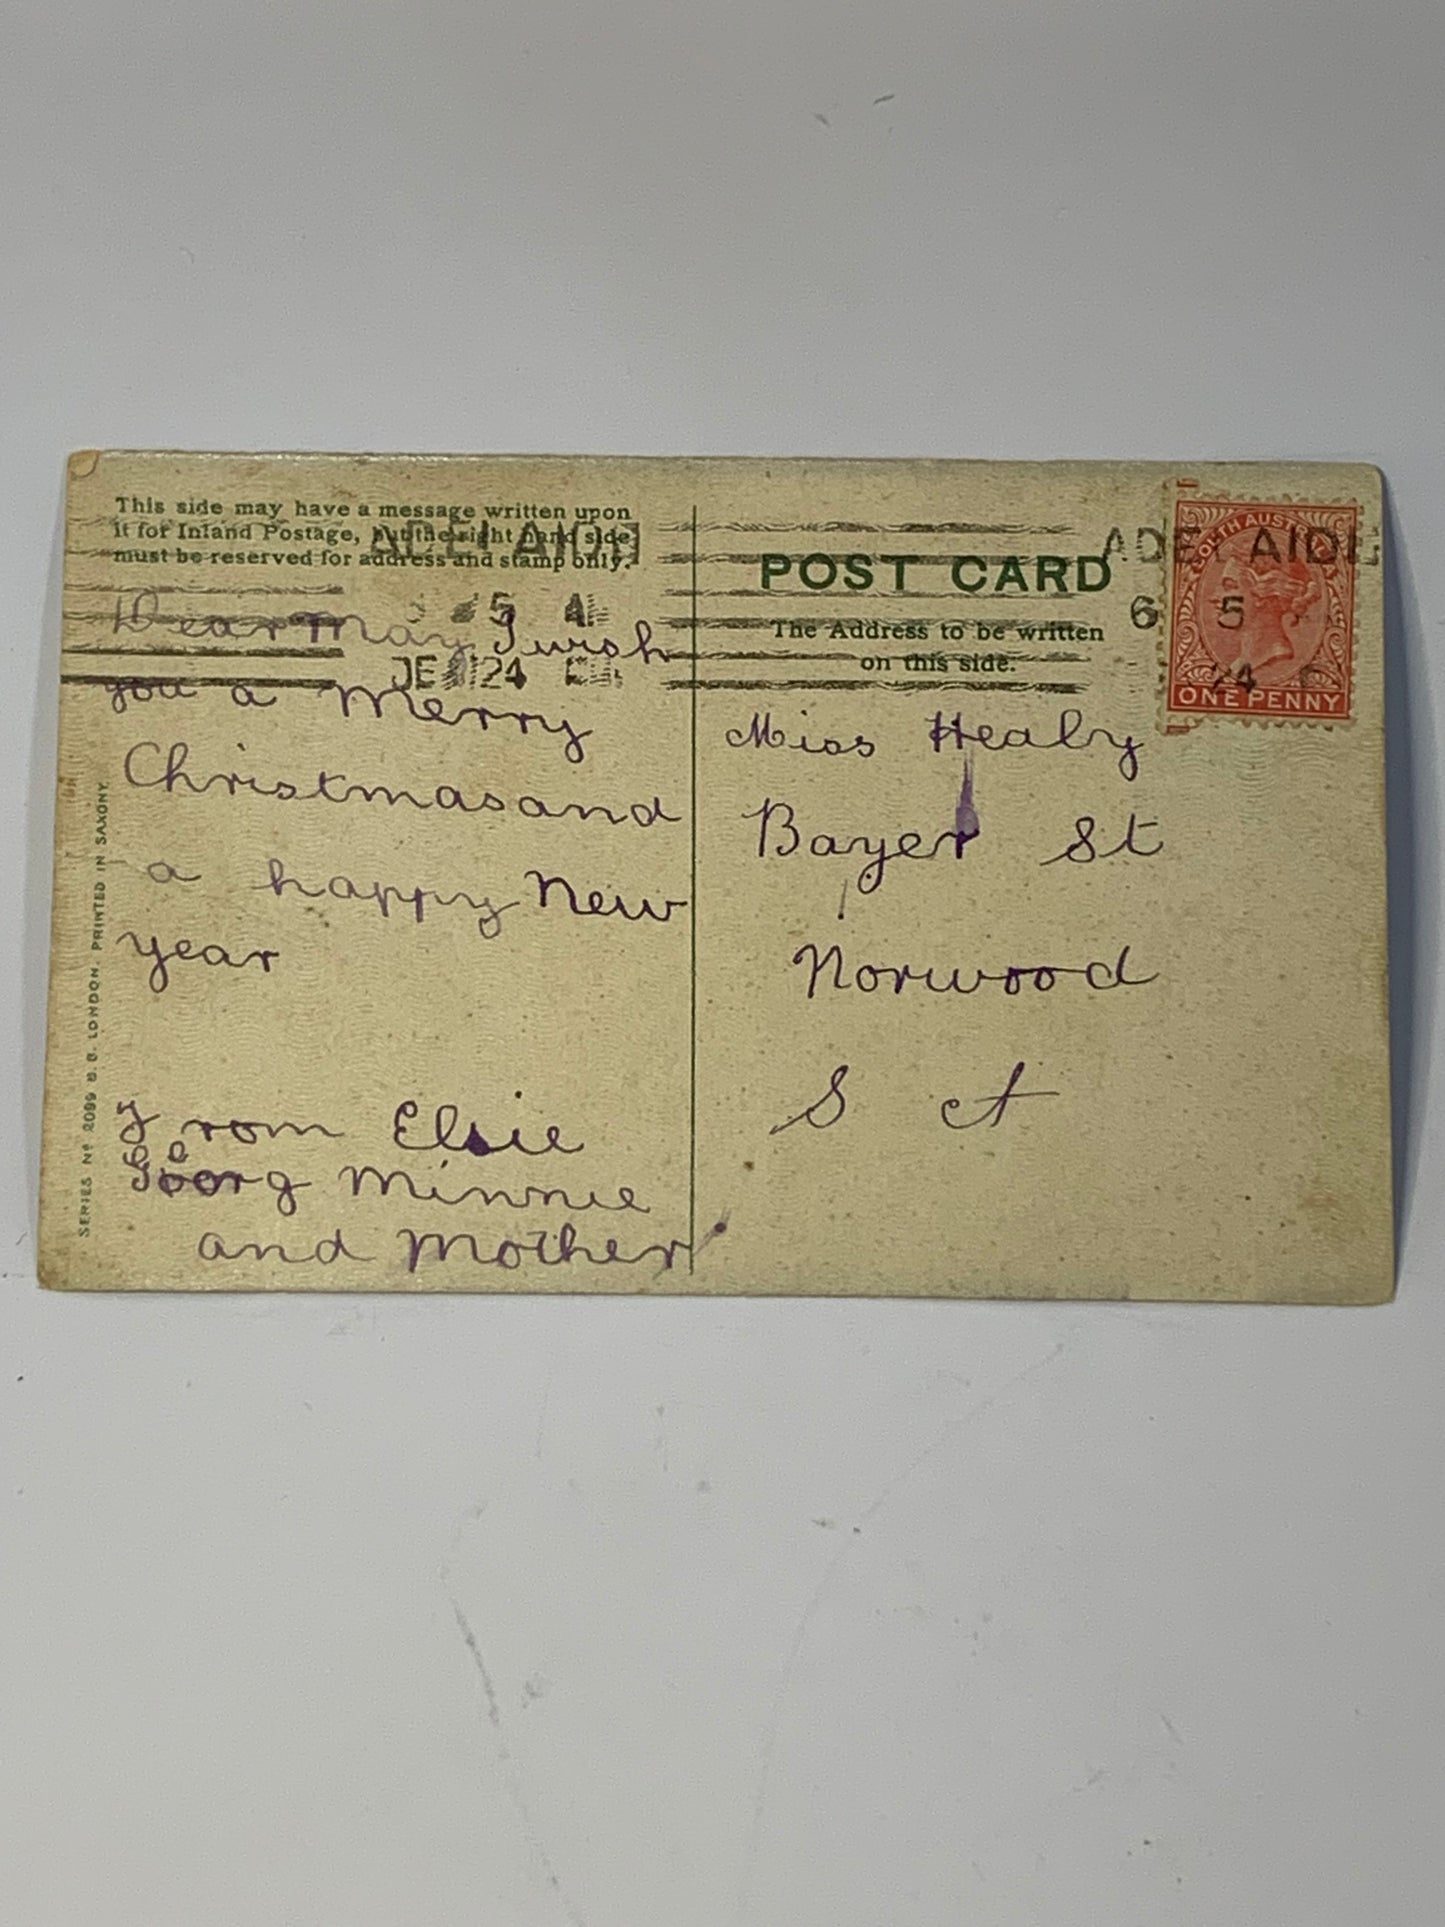 This side may have a message written upon
it for Inland Postage, but the right hand side
must be reserved for address and stamp only.
ADELAIDE
5
24
Dear May I wish
you a Merry
Christmas and
a happy New
year
From Elsie
Georg Minnie
and Mother
SERIES No 2089 B.B. LONDON. PRINTED IN SAXONY.
POST CARD
The Address to be written
on this side.
ADELAIDE
6 5
24
SOUTH AUSTRALIA
ONE PENNY
Miss Healy
Bayer St
Norwood
S A